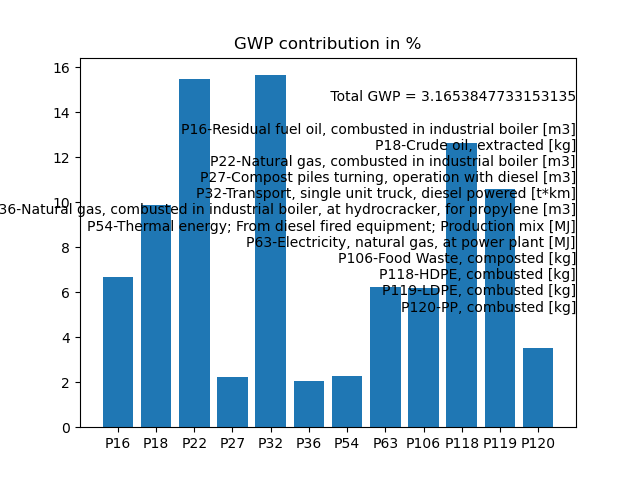 GWP contribution in %
16
14
12
10
8
6
4
2
0
Total GWP = 3.1653847733153135
P16-Residual fuel oil, combusted in industrial boiler [m3]
P18-Crude oil, extracted [kg]
P22-Natural gas, combusted in industrial boiler [m3]
P27-Compost piles turning, operation with diesel [m3]
P32-Transport, single unit truck, diesel powered [t*km]
36-Natural gas, combusted in industrial boiler, at hydrocracker, for propylene [m3]
P54-Thermal energy; From diesel fired equipment; Production mix [MJ]
P63-Electricity, natural gas, at power plant [MJ]
P106-Food Waste, composted [kg]
P118-HDPE, combusted [kg]
P119-LDPE, combusted [kg]
P120-PP, combusted [kg]
P16 P18 P22 P27 P32 P36 P54 P63 P106 P118 P119 P120